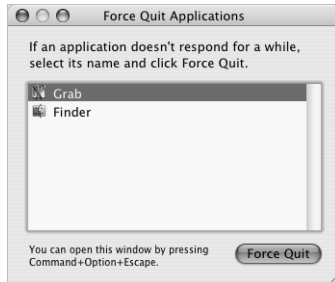 Force Quit Applications
If an application doesn't respond for a while,
select its name and click Force Quit.
Grab
Finder
You can open this window by pressing
Command+Option+Escape.
Force Quit